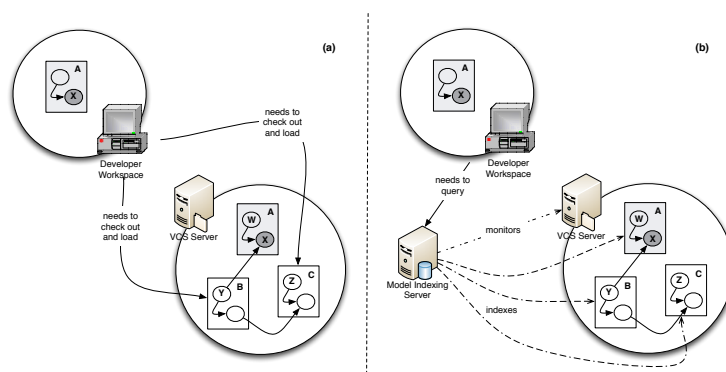 (a)
A
X
needs to
check out
and load
Developer
Workspace
needs to
check out
and load
VCS Server
A
W
X
B
Y
C
Z
(b)
A
X
Developer
Workspace
needs to
query
monitors
VCS Server
Model Indexing
Server
indexes
A
W
X
B
Y
C
Z